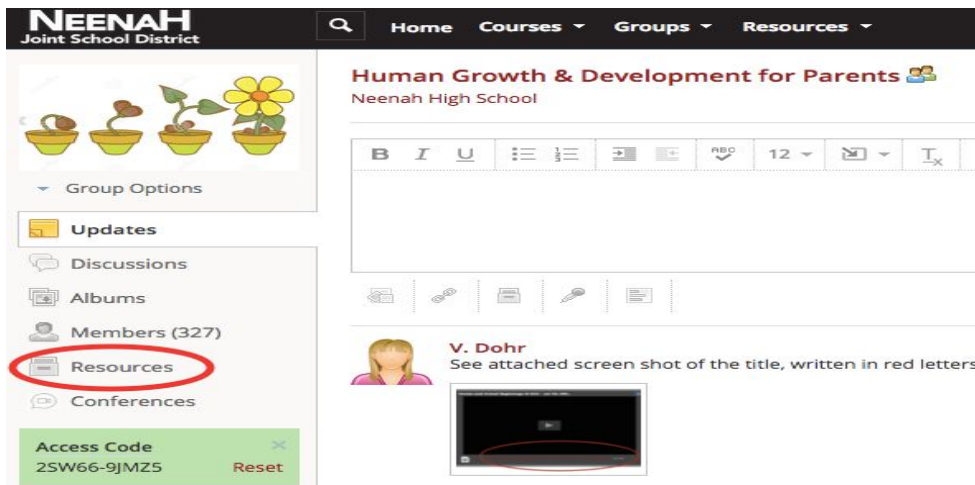 NEENAH
Joint School District
Home Courses Groups Resources
Human Growth & Development for Parents
Neenah High School
B I U ABC 12 Tx
Group Options
Updates
Discussions
Albums
Members (327)
Resources
Conferences
Access Code
2SW66-9JMZ5 Reset
V. Dohr
See attached screen shot of the title, written in red letters